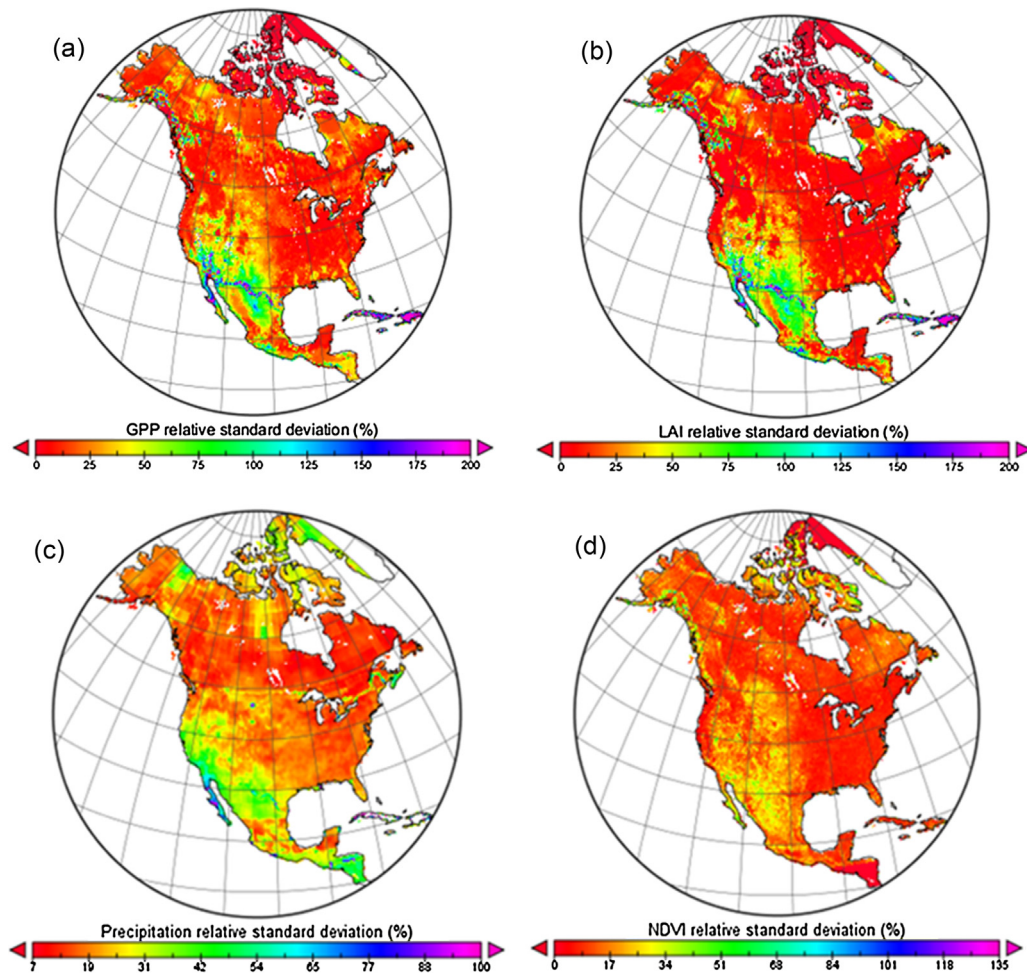 (a)
(b)
GPP relative standard deviation (%)
0 25 50 75 100 125 150 175 200
LAI relative standard deviation (%)
0 25 50 75 100 125 150 175 200
(c)
(d)
Precipitation relative standard deviation (%)
7 19 31 42 54 65 77 88 100
NDVI relative standard deviation (%)
0 17 34 51 68 84 101 118 135